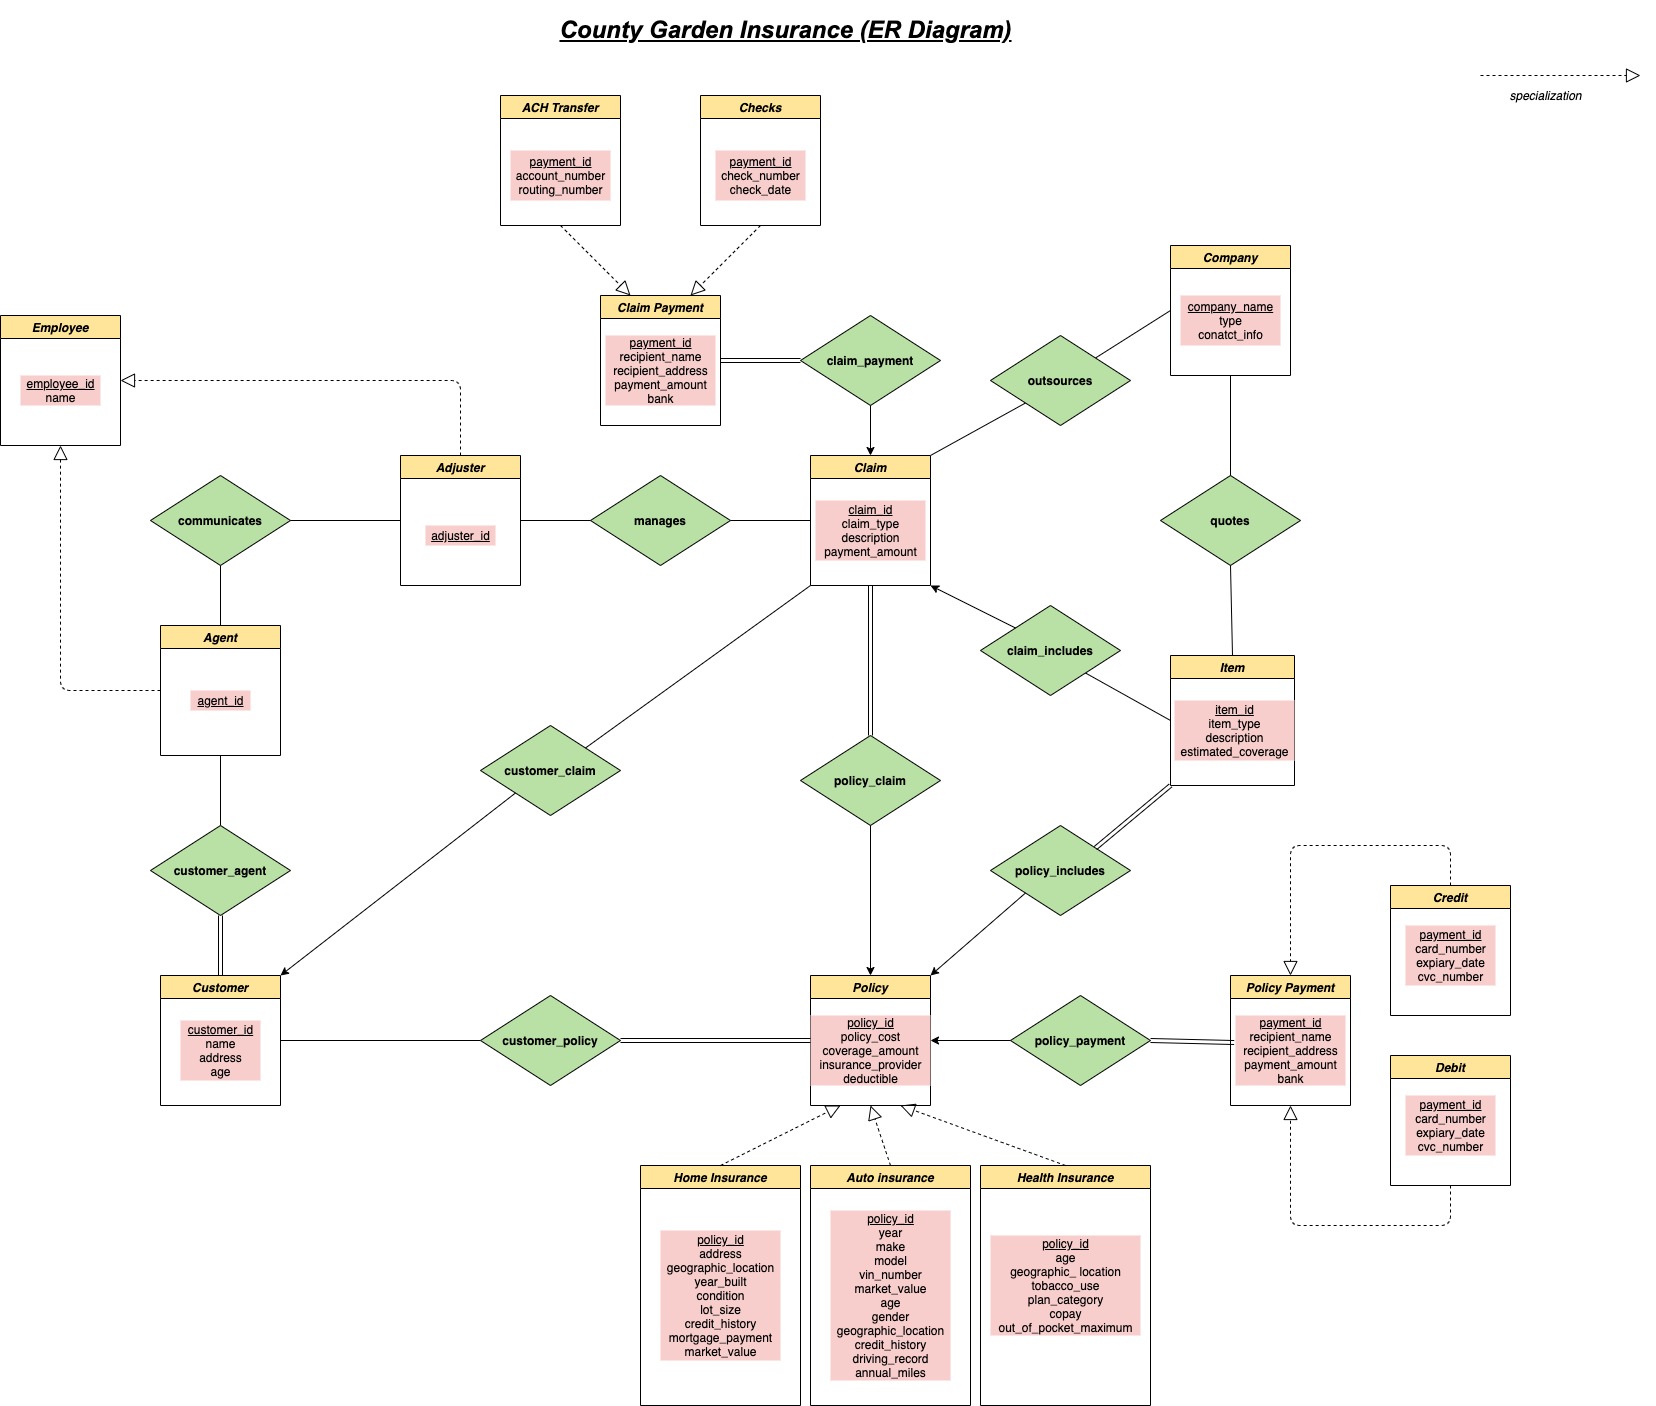 County Garden Insurance (ER Diagram)
specialization
ACH Transfer
payment_id
account_number
routing_number
Checks
payment_id
check_number
check_date
Company
company_name
type
conatct_info
Claim Payment
payment_id
recipient_name
recipient_address
payment_amount
bank
claim_payment
outsources
Employee
employee_id
name
communicates
Adjuster
adjuster_id
manages
Claim
claim_id
claim_type
description
payment_amount
quotes
Agent
agent_id
claim_includes
Item
item_id
item_type
description
estimated_coverage
customer_claim
policy_claim
customer_agent
policy_includes
Credit
payment_id
card_number
expiary_date
cvc_number
Customer
customer_id
name
address
age
customer_policy
Policy
policy_id
policy_cost
coverage_amount
insurance_provider
deductible
policy_payment
Policy Payment
payment_id
recipient_name
recipient_address
payment_amount
bank
Debit
payment_id
card_number
expiary_date
cvc_number
Home Insurance
policy_id
address
geographic_location
year_built
condition
lot_size
credit_history
mortgage_payment
market_value
Auto insurance
policy_id
year
make
model
vin_number
market_value
age
gender
geographic_location
credit_history
driving_record
annual_miles
Health Insurance
policy_id
age
geographic_ location
tobacco_use
plan_category
copay
out_of_pocket_maximum